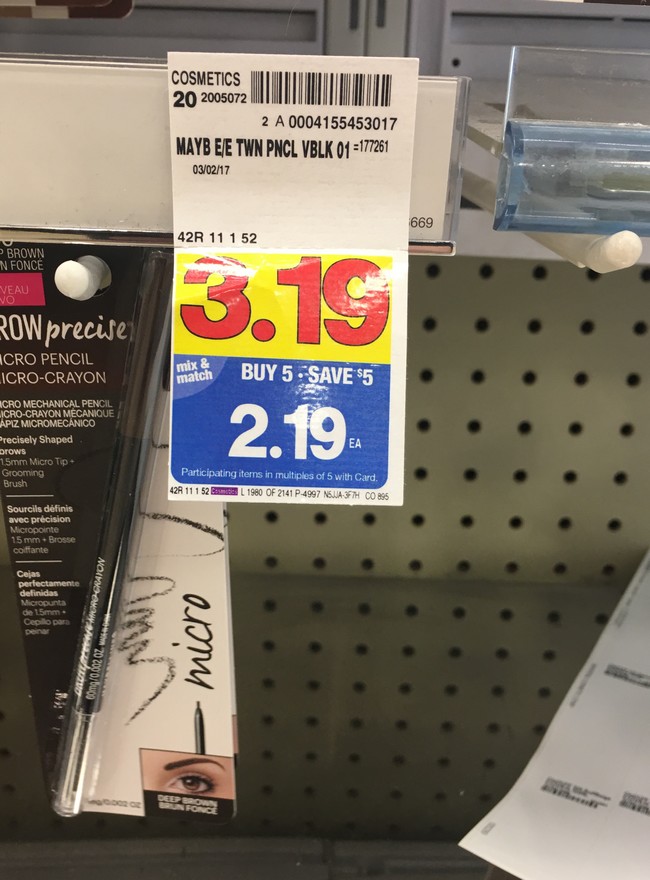 COSMETICS
20 2005072
2 A 0004155453017
MAYB E/E TWN PNCL VBLK 01 =177261
03/02/17
42R 11 1 52
669
3.19
mix & match
BUY 5 - SAVE $5
2.19 EA
Participating items in multiples of 5 with Card.
42R 11 1 52 Cosmetics L 1980 OF 2141 P-4997 N5JJA-3F7H CO 895
P BROWN
N FONCÉ
VEAU
VO
ROW precise
ICRO PENCIL
ICRO-CRAYON
ICRO MECHANICAL PENCIL
ICRO-CRAYON MÉCANIQUE
ÁPIZ MICROMECÁNICO
Precisely Shaped
brows
1.5mm Micro Tip +
Grooming
Brush
Sourcils définis
avec précision
Micropointe
1.5 mm + Brosse
coiffante
Cejas
perfectamente
definidas
Micropunta
de 1.5mm +
Cepillo para
peinar
micro
DEEP BROWN
BRUN FONCÉ